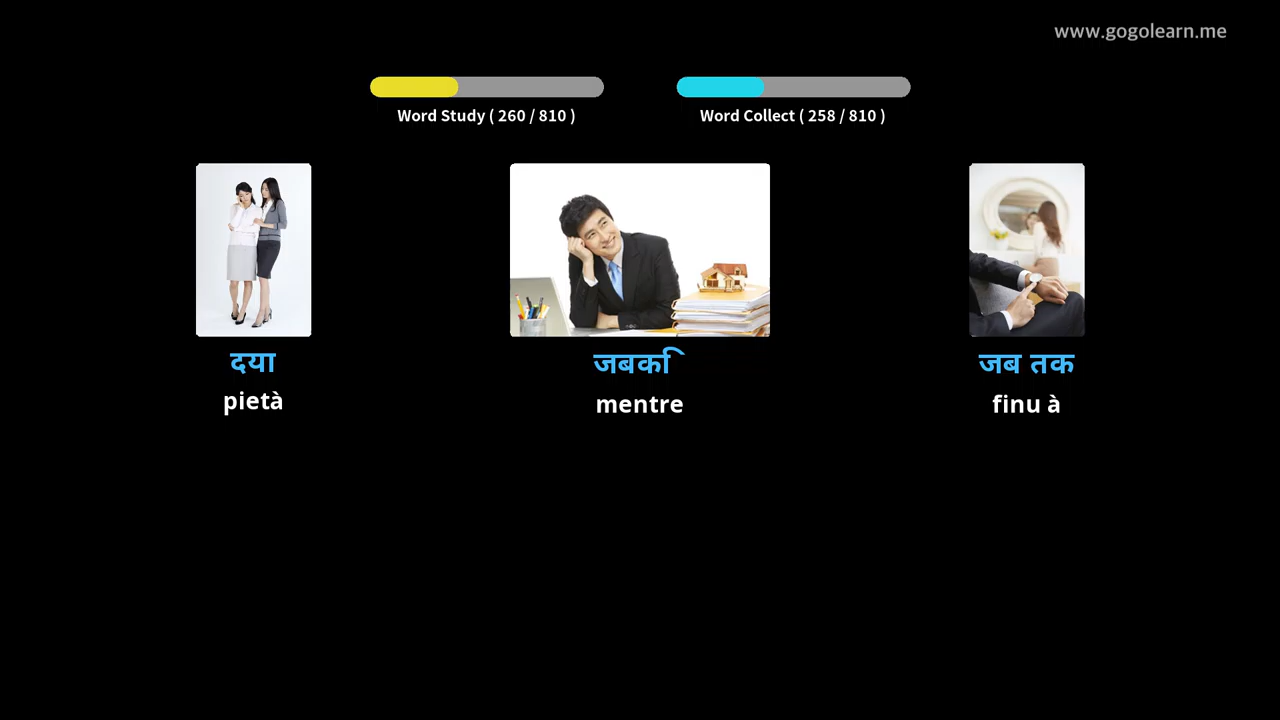 www.gogolearn.me
Word Study ( 260 / 810 )
Word Collect ( 258 / 810 )
दया
जबकि
जब तक
pietà
mentre
finu à